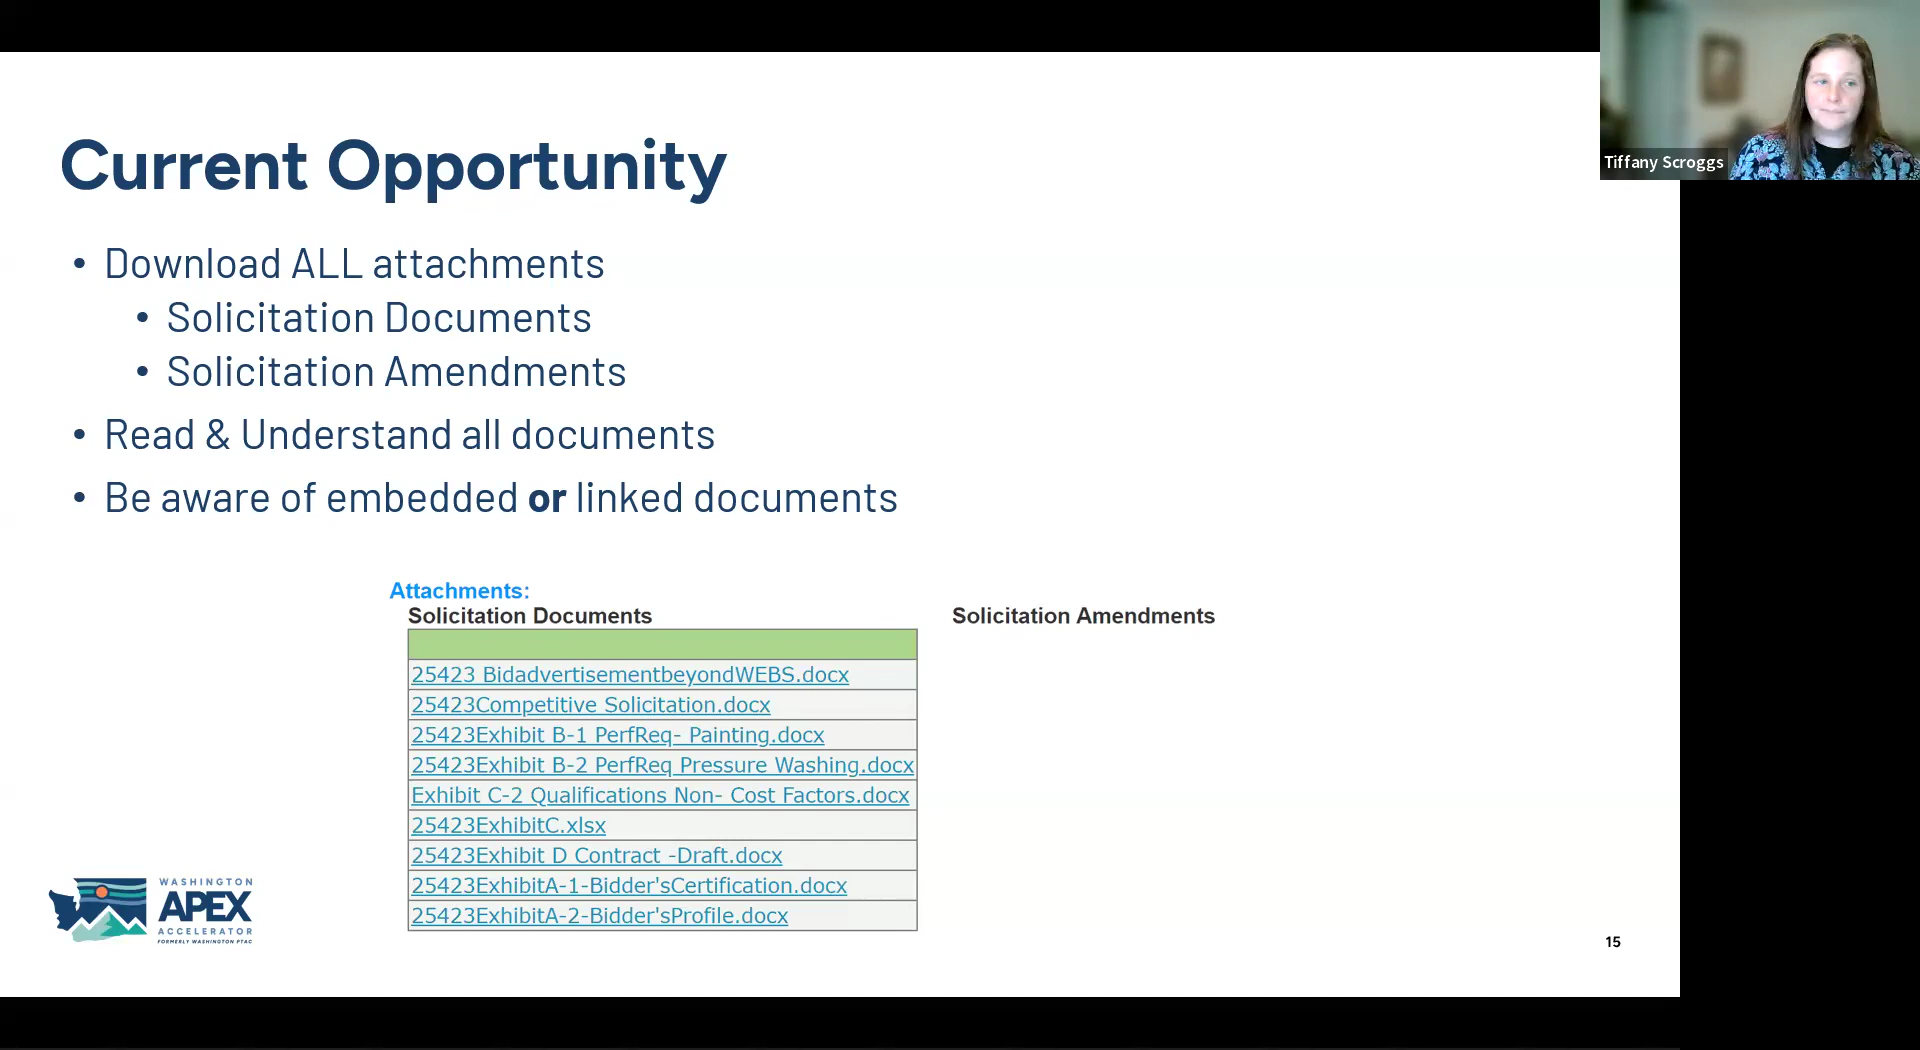 Current Opportunity
• Download ALL attachments
• Solicitation Documents
• Solicitation Amendments
• Read & Understand all documents
• Be aware of embedded or linked documents
Attachments:
Solicitation Documents
25423 BidadvertisementbeyondWEBS.docx
25423Competitive Solicitation.docx
25423Exhibit B-1 PerfReq- Painting.docx
25423Exhibit B-2 PerfReq Pressure Washing.docx
Exhibit C-2 Qualifications Non- Cost Factors.docx
25423ExhibitC.xlsx
25423Exhibit D Contract -Draft.docx
25423ExhibitA-1-Bidder'sCertification.docx
25423ExhibitA-2-Bidder'sProfile.docx
Solicitation Amendments
WASHINGTON
APEX
ACCELERATOR
FORMERLY WASHINGTON PTAC
15
Tiffany Scroggs